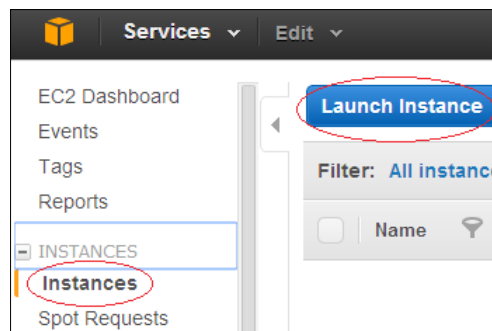 Services Edit
EC2 Dashboard
Events
Tags
Reports
INSTANCES
Instances
Spot Requests
Launch Instance
Filter: All instanc
Name